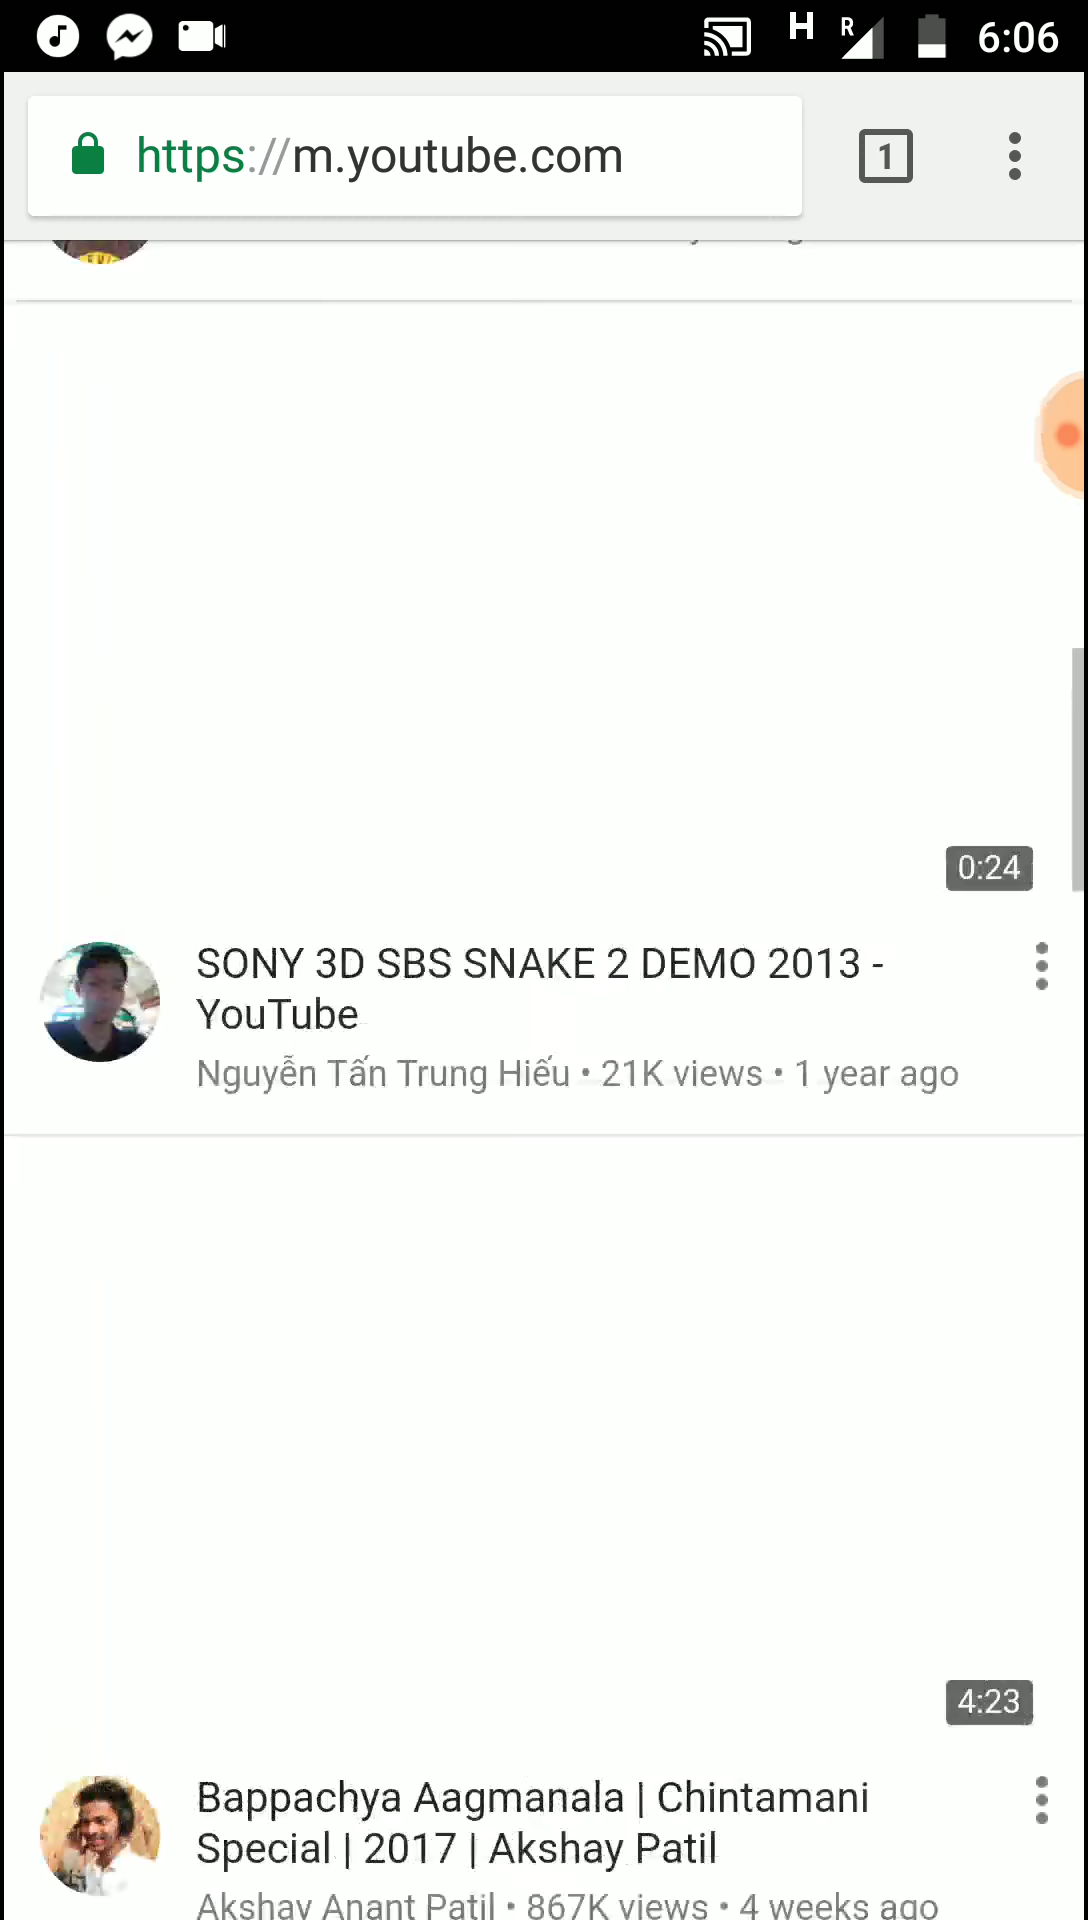 H R 6:06
https://m.youtube.com 1
0:24
SONY 3D SBS SNAKE 2 DEMO 2013 -
YouTube
Nguyễn Tấn Trung Hiếu • 21K views • 1 year ago
4:23
Bappachya Aagmanala | Chintamani
Special | 2017 | Akshay Patil
Akshay Anant Patil • 867K views • 4 weeks ago